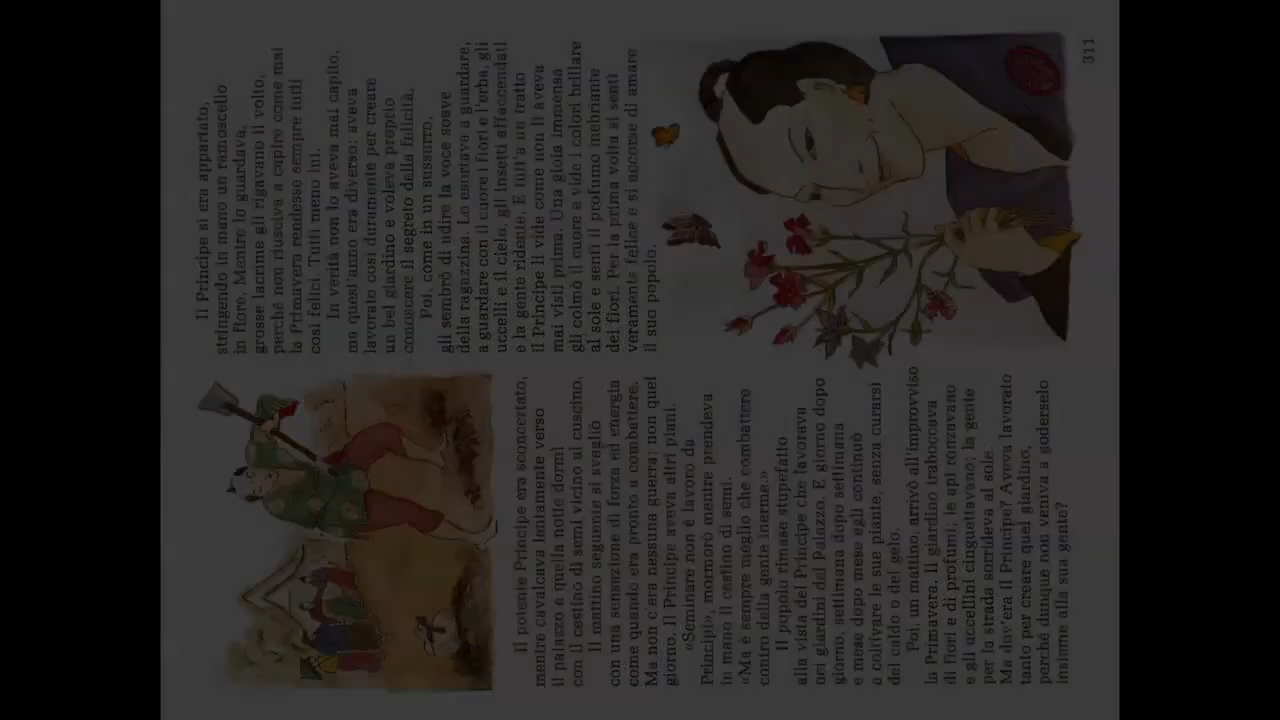 Il potente Principe era sconcertato,
mentre cavalcava lentamente verso
il palazzo e quella notte dormì
con il cestino di semi vicino al cuscino.
Il mattino seguente si svegliò
con una sensazione di forza ed energia
come quando era pronto a combattere.
Ma non c'era nessuna guerra; non quel
giorno. Il Principe aveva altri piani.
«Seminare non è lavoro da
Principi», mormorò mentre prendeva
in mano il cestino di semi.
«Ma è sempre meglio che combattere
contro della gente inerme.»
Il popolo rimase stupefatto
alla vista del Principe che lavorava
nei giardini del Palazzo. E giorno dopo
giorno, settimana dopo settimana
e mese dopo mese egli continuò
a coltivare le sue piante, senza curarsi
del caldo o del gelo.
Poi, un mattino, arrivò all'improvviso
la Primavera. Il giardino traboccava
di fiori e di profumi; le api ronzavano
e gli uccellini cinguettavano; la gente
per la strada sorrideva al sole.
Ma dov'era il Principe? Aveva lavorato
tanto per creare quel giardino,
perché dunque non veniva a goderselo
insieme alla sua gente?
Il Principe si era appartato,
stringendo in mano un ramoscello
in fiore. Mentre lo guardava,
grosse lacrime gli rigavano il volto,
perché non riusciva a capire come mai
la Primavera rendesse sempre tutti
così felici. Tutti meno lui.
In verità non lo aveva mai capito,
ma quest'anno era diverso: aveva
lavorato così duramente per creare
un bel giardino e voleva proprio
conoscere il segreto della felicità.
Poi, come in un sussurro,
gli sembrò di udire la voce soave
della ragazzina. Lo esortava a guardare,
a guardare con il cuore i fiori e l'erba, gli
uccelli e il cielo, gli insetti affaccendati
e la gente ridente. E tutt'a un tratto
il Principe li vide come non li aveva
mai visti prima. Una gioia immensa
gli colmò il cuore e vide i colori brillare
al sole e sentì il profumo inebriante
dei fiori. Per la prima volta si sentì
veramente felice e si accorse di amare
il suo popolo.
311